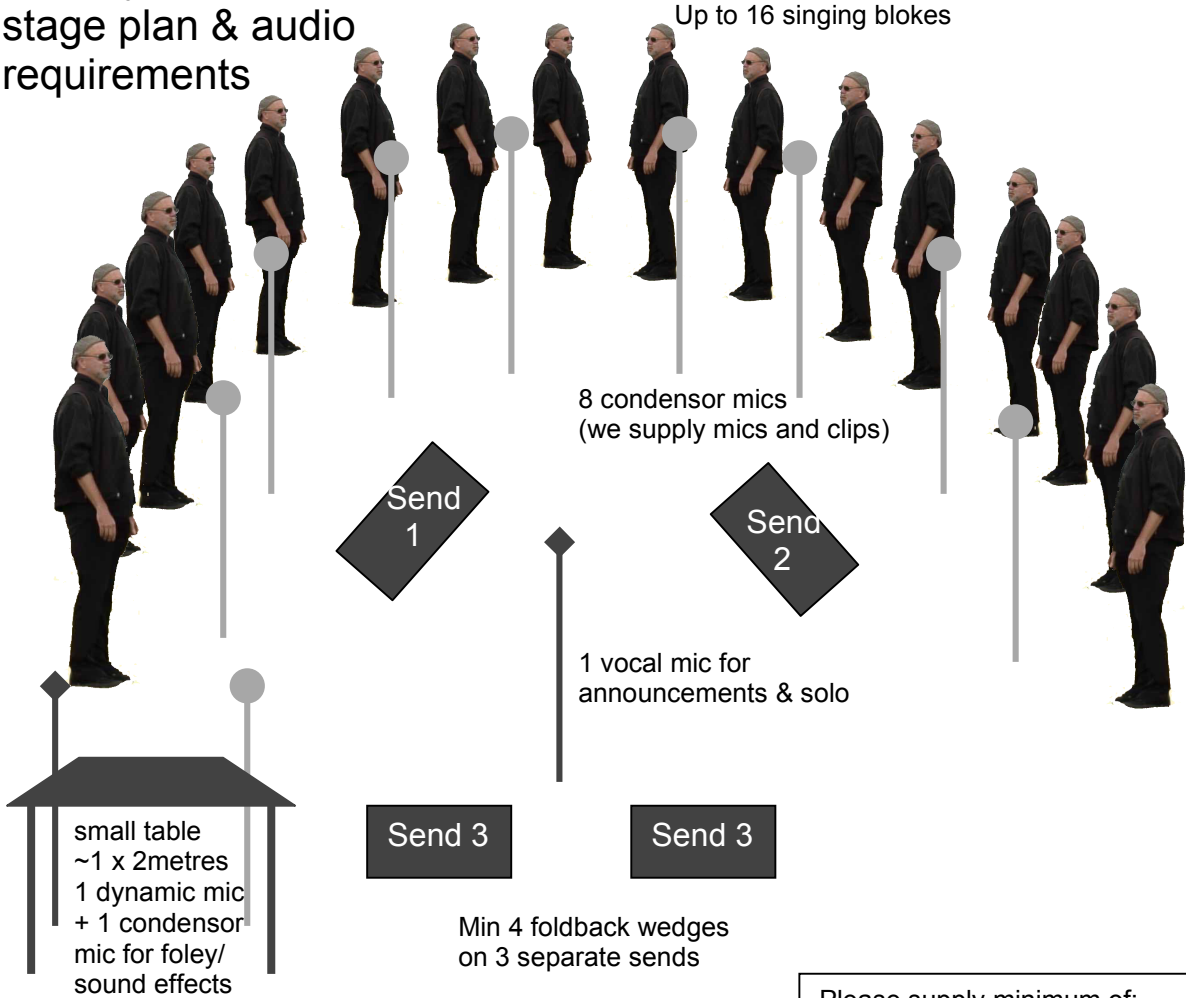 stage plan & audio
requirements
Up to 16 singing blokes
8 condensor mics
(we supply mics and clips)
Send
1
Send
2
1 vocal mic for
announcements & solo
Send 3
Send 3
small table
~1 x 2metres
1 dynamic mic
+ 1 condensor
mic for foley/
sound effects
Min 4 foldback wedges
on 3 separate sends
Please supply minimum of: